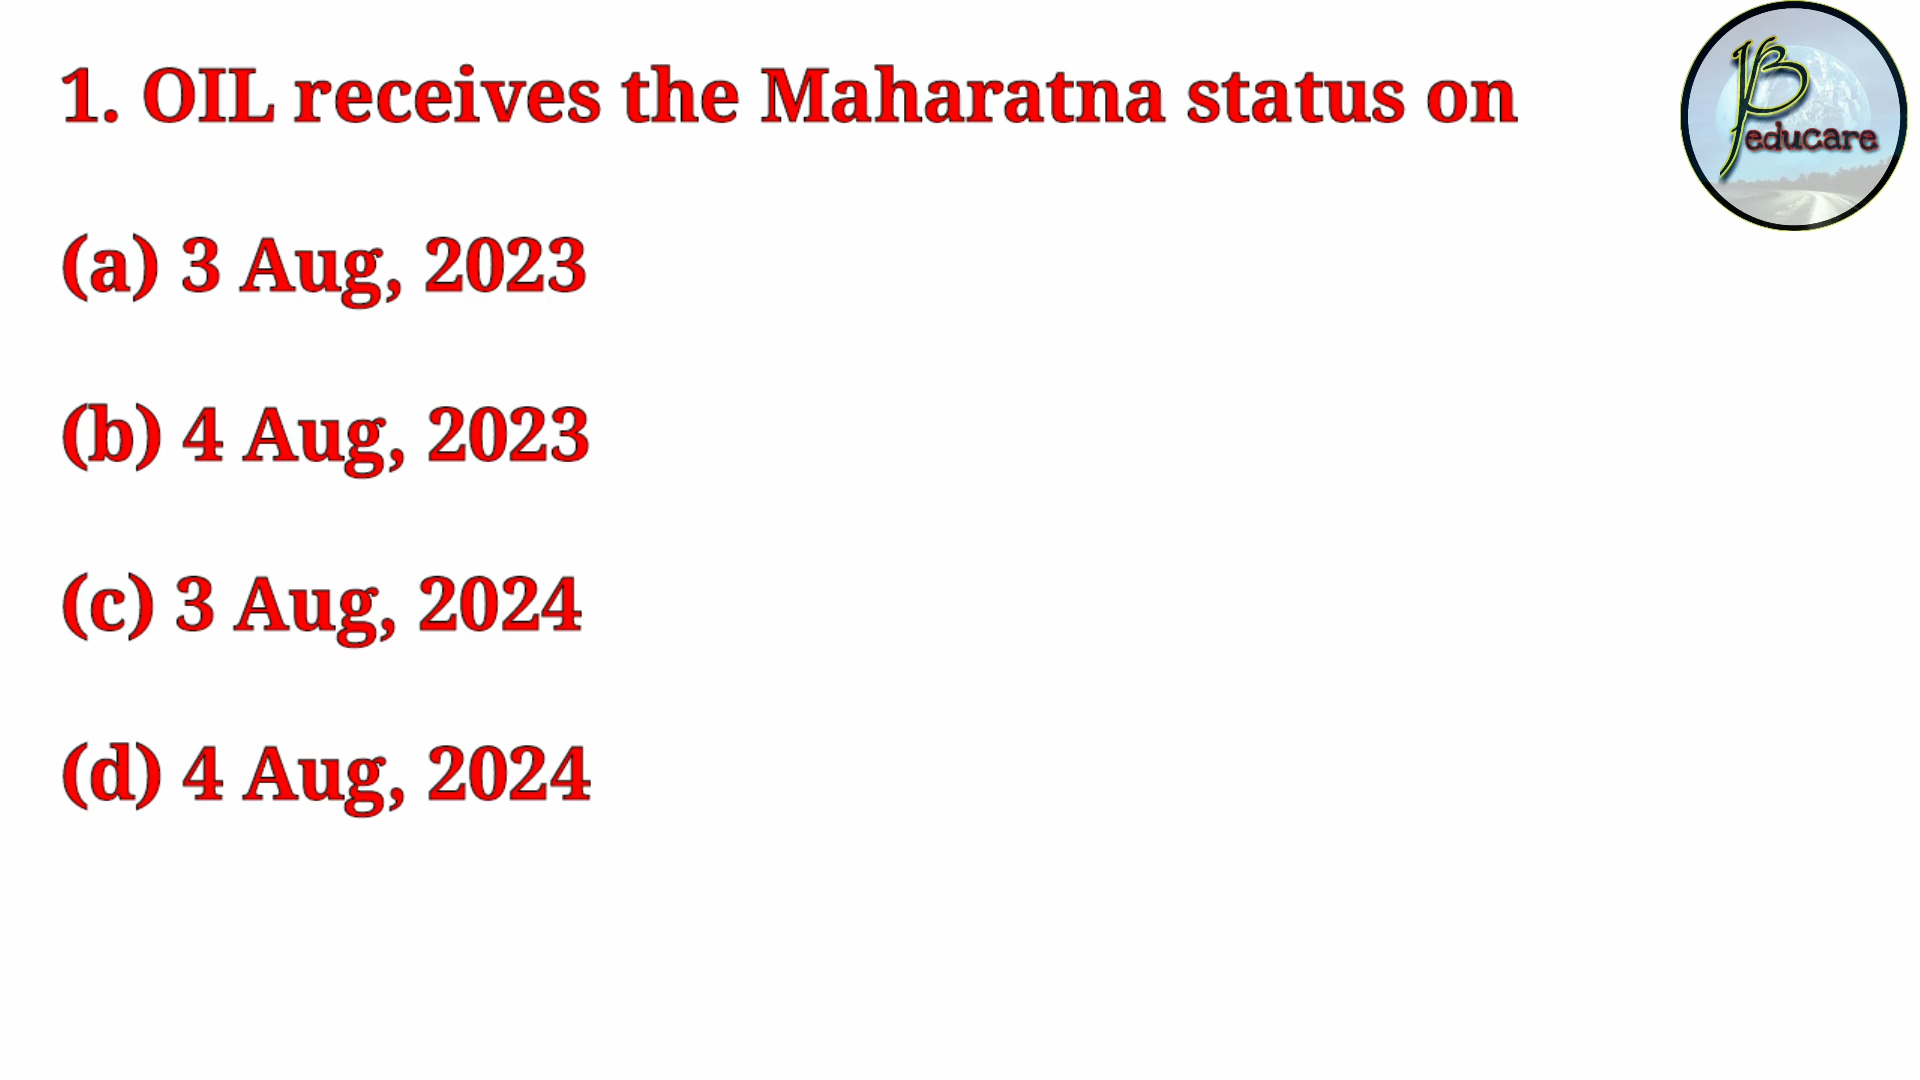 1. OIL receives the Maharatna status on
(a) 3 Aug, 2023
(b) 4 Aug, 2023
(c) 3 Aug, 2024
(d) 4 Aug, 2024
educare